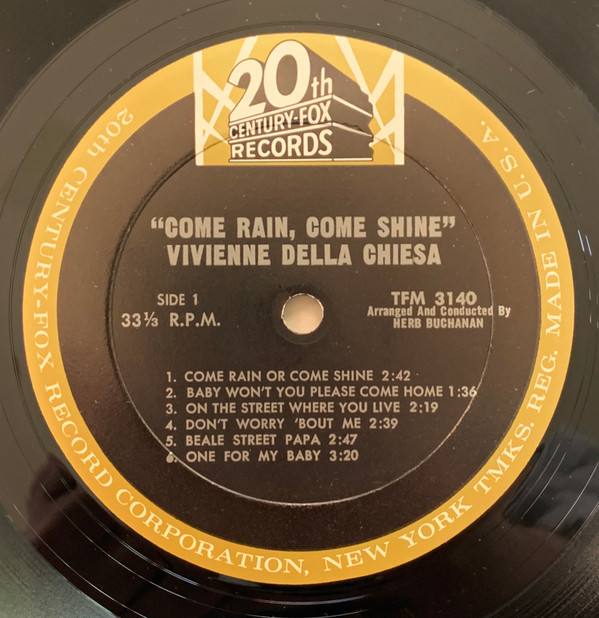 20th
CENTURY-FOX
RECORDS
"COME RAIN, COME SHINE"
VIVIENNE DELLA CHIESA
SIDE 1
33⅓ R.P.M.
TFM 3140
Arranged And Conducted By
HERB BUCHANAN
1. COME RAIN OR COME SHINE 2:42
2. BABY WON'T YOU PLEASE COME HOME 1:36
3. ON THE STREET WHERE YOU LIVE 2:19
4. DON'T WORRY 'BOUT ME 2:39
5. BEALE STREET PAPA 2:47
6. ONE FOR MY BABY 3:20
20th CENTURY-FOX RECORD CORPORATION, NEW YORK TMKS. REG. MADE IN U.S.A.